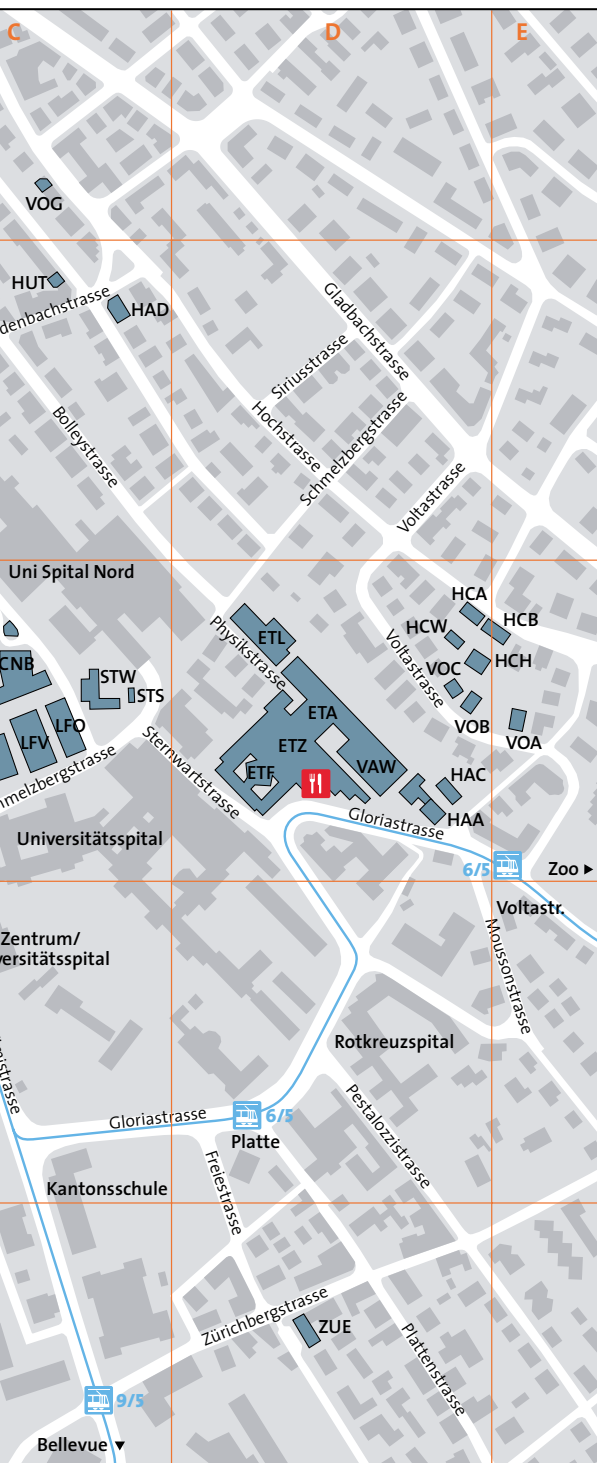 C
D
E
VOG
HUT
denbachstrasse
HAD
Gladbachstrasse
Siriusstrasse
Hochstrasse
Schmelzbergstrasse
Bolleystrasse
Voltastrasse
Uni Spital Nord
HCA
HCB
HCW
HCH
VOC
VOB
VOA
Voltastrasse
Physikstrasse
ETL
CNB
STW
STS
LFO
LFV
ETA
ETZ
ETF
VAW
HAC
HAA
Sternwartstrasse
melzbergstrasse
Gloriastrasse
Universitätsspital
6/5
Zoo ▶
Voltastr.
Moussonstrasse
Zentrum/
versitätsspital
mistrasse
Rotkreuzspital
Gloriastrasse
6/5
Platte
Pestalozzistrasse
Freiestrasse
Kantonsschule
Zürichbergstrasse
ZUE
Plattenstrasse
9/5
Bellevue ▼